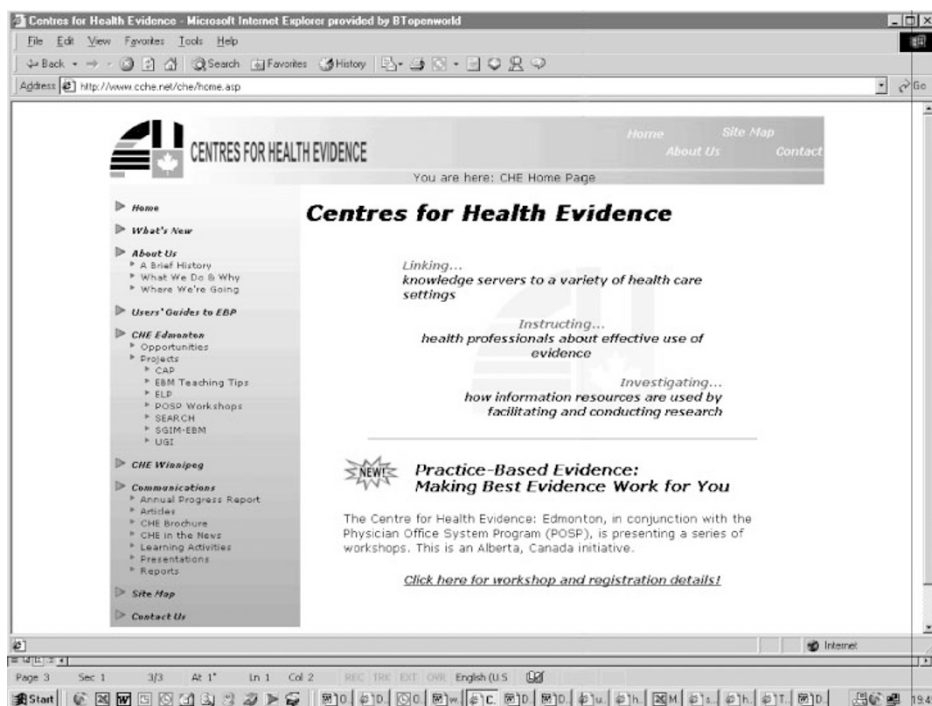 Centres for Health Evidence - Microsoft Internet Explorer provided by BTopenworld
File Edit View Favorites Tools Help
Back Search Favorites History
Address http://www.cche.net/che/home.asp Go
CENTRES FOR HEALTH EVIDENCE
Home Site Map
About Us Contact
You are here: CHE Home Page
Home
What's New
About Us
A Brief History
What We Do & Why
Where We're Going
Users' Guides to EBP
CHE Edmonton
Opportunities
Projects
CAP
EBM Teaching Tips
ELP
POSP Workshops
SEARCH
SGIM-EBM
UGI
CHE Winnipeg
Communications
Annual Progress Report
Articles
CHE Brochure
CHE in the News
Learning Activities
Presentations
Reports
Site Map
Contact Us
Centres for Health Evidence
Linking...
knowledge servers to a variety of health care
settings
Instructing...
health professionals about effective use of
evidence
Investigating...
how information resources are used by
facilitating and conducting research
NEW!
Practice-Based Evidence:
Making Best Evidence Work for You
The Centre for Health Evidence: Edmonton, in conjunction with the
Physician Office System Program (POSP), is presenting a series of
workshops. This is an Alberta, Canada initiative.
Click here for workshop and registration details!
Internet
Page 3 Sec 1 3/3 At 1" Ln 1 Col 2 REC TRK EXT OVR English (U.S
Start